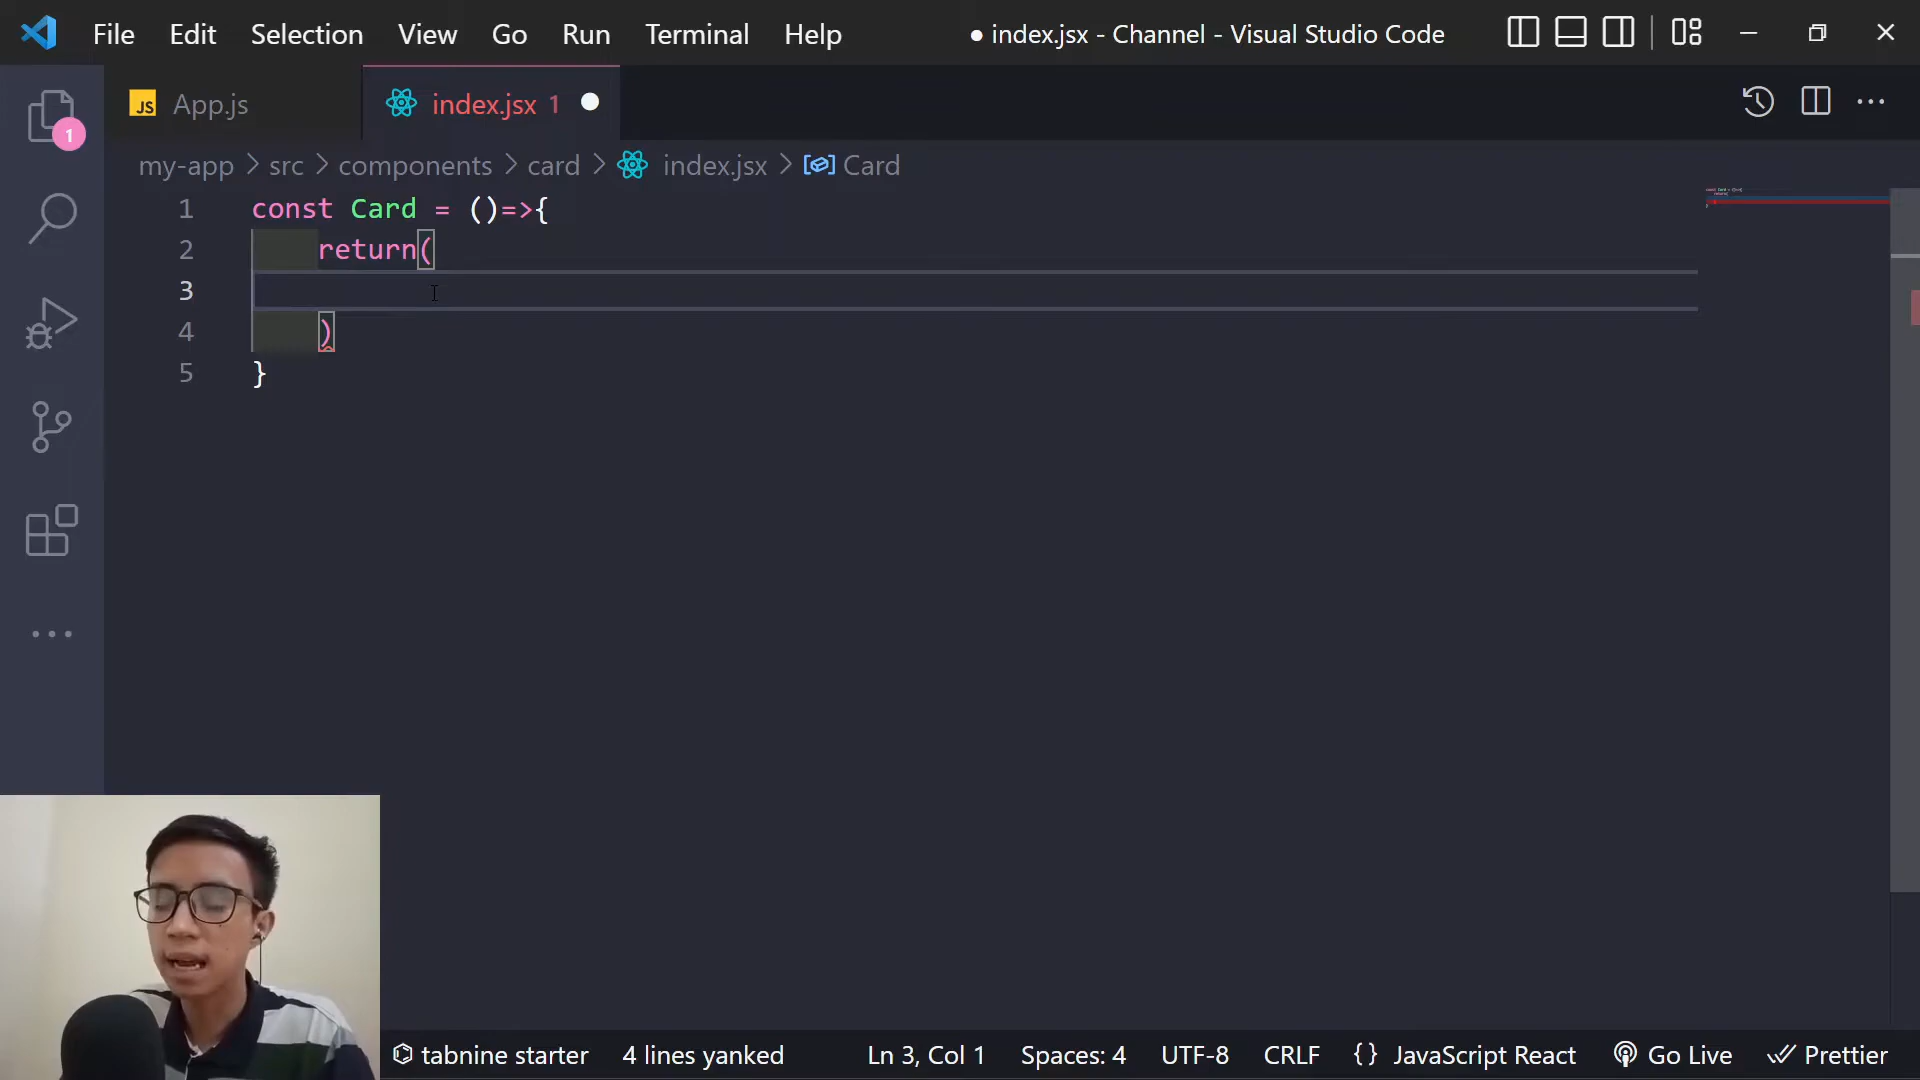 File Edit Selection View Go Run Terminal Help ● index.jsx - Channel - Visual Studio Code
JS App.js index.jsx 1
1
my-app > src > components > card > index.jsx > Card
1 const Card = ()=>{
2 return(
3
4 )
5 }
tabnine starter 4 lines yanked Ln 3, Col 1 Spaces: 4 UTF-8 CRLF {} JavaScript React Go Live Prettier